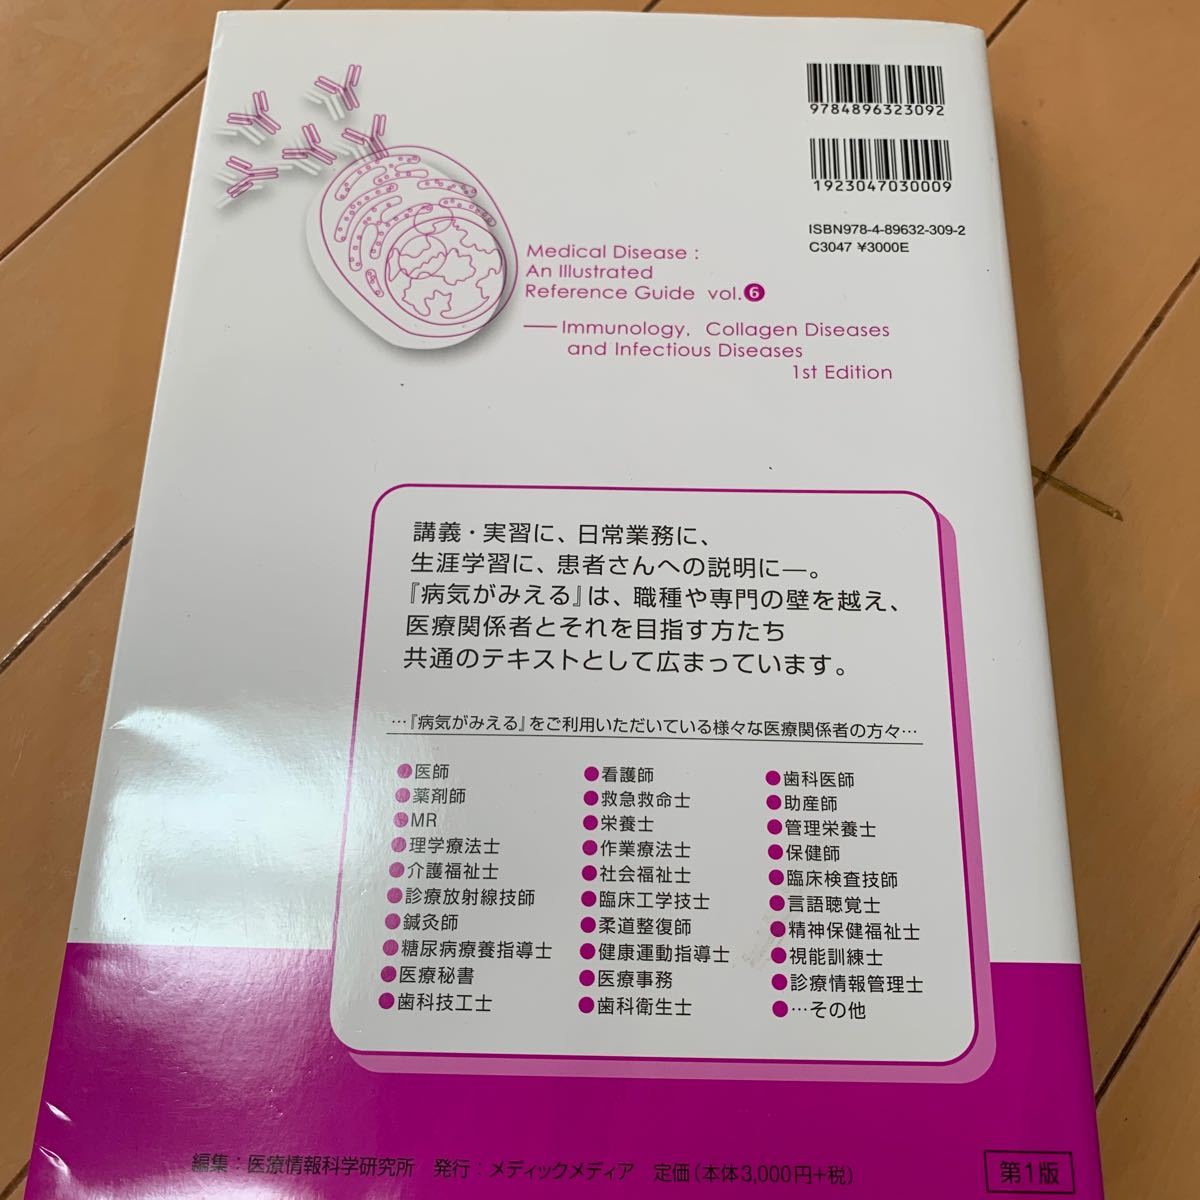 9784896323092
1923047030009
ISBN978-4-89632-309-2
C3047 ¥3000E
Medical Disease :
An Illustrated
Reference Guide vol.❻
—Immunology, Collagen Diseases
and Infectious Diseases
1st Edition
講義・実習に、日常業務に、
生涯学習に、患者さんへの説明に―。
『病気がみえる』は、職種や専門の壁を越え、
医療関係者とそれを目指す方たち
共通のテキストとして広まっています。
…『病気がみえる』をご利用いただいている様々な医療関係者の方々…
●医師 ●看護師 ●歯科医師
●薬剤師 ●救急救命士 ●助産師
●MR ●栄養士 ●管理栄養士
●理学療法士 ●作業療法士 ●保健師
●介護福祉士 ●社会福祉士 ●臨床検査技師
●診療放射線技師 ●臨床工学技士 ●言語聴覚士
●鍼灸師 ●柔道整復師 ●精神保健福祉士
●糖尿病療養指導士 ●健康運動指導士 ●視能訓練士
●医療秘書 ●医療事務 ●診療情報管理士
●歯科技工士 ●歯科衛生士 ●…その他
編集：医療情報科学研究所 発行：メディックメディア 定価（本体3,000円+税）
第1版